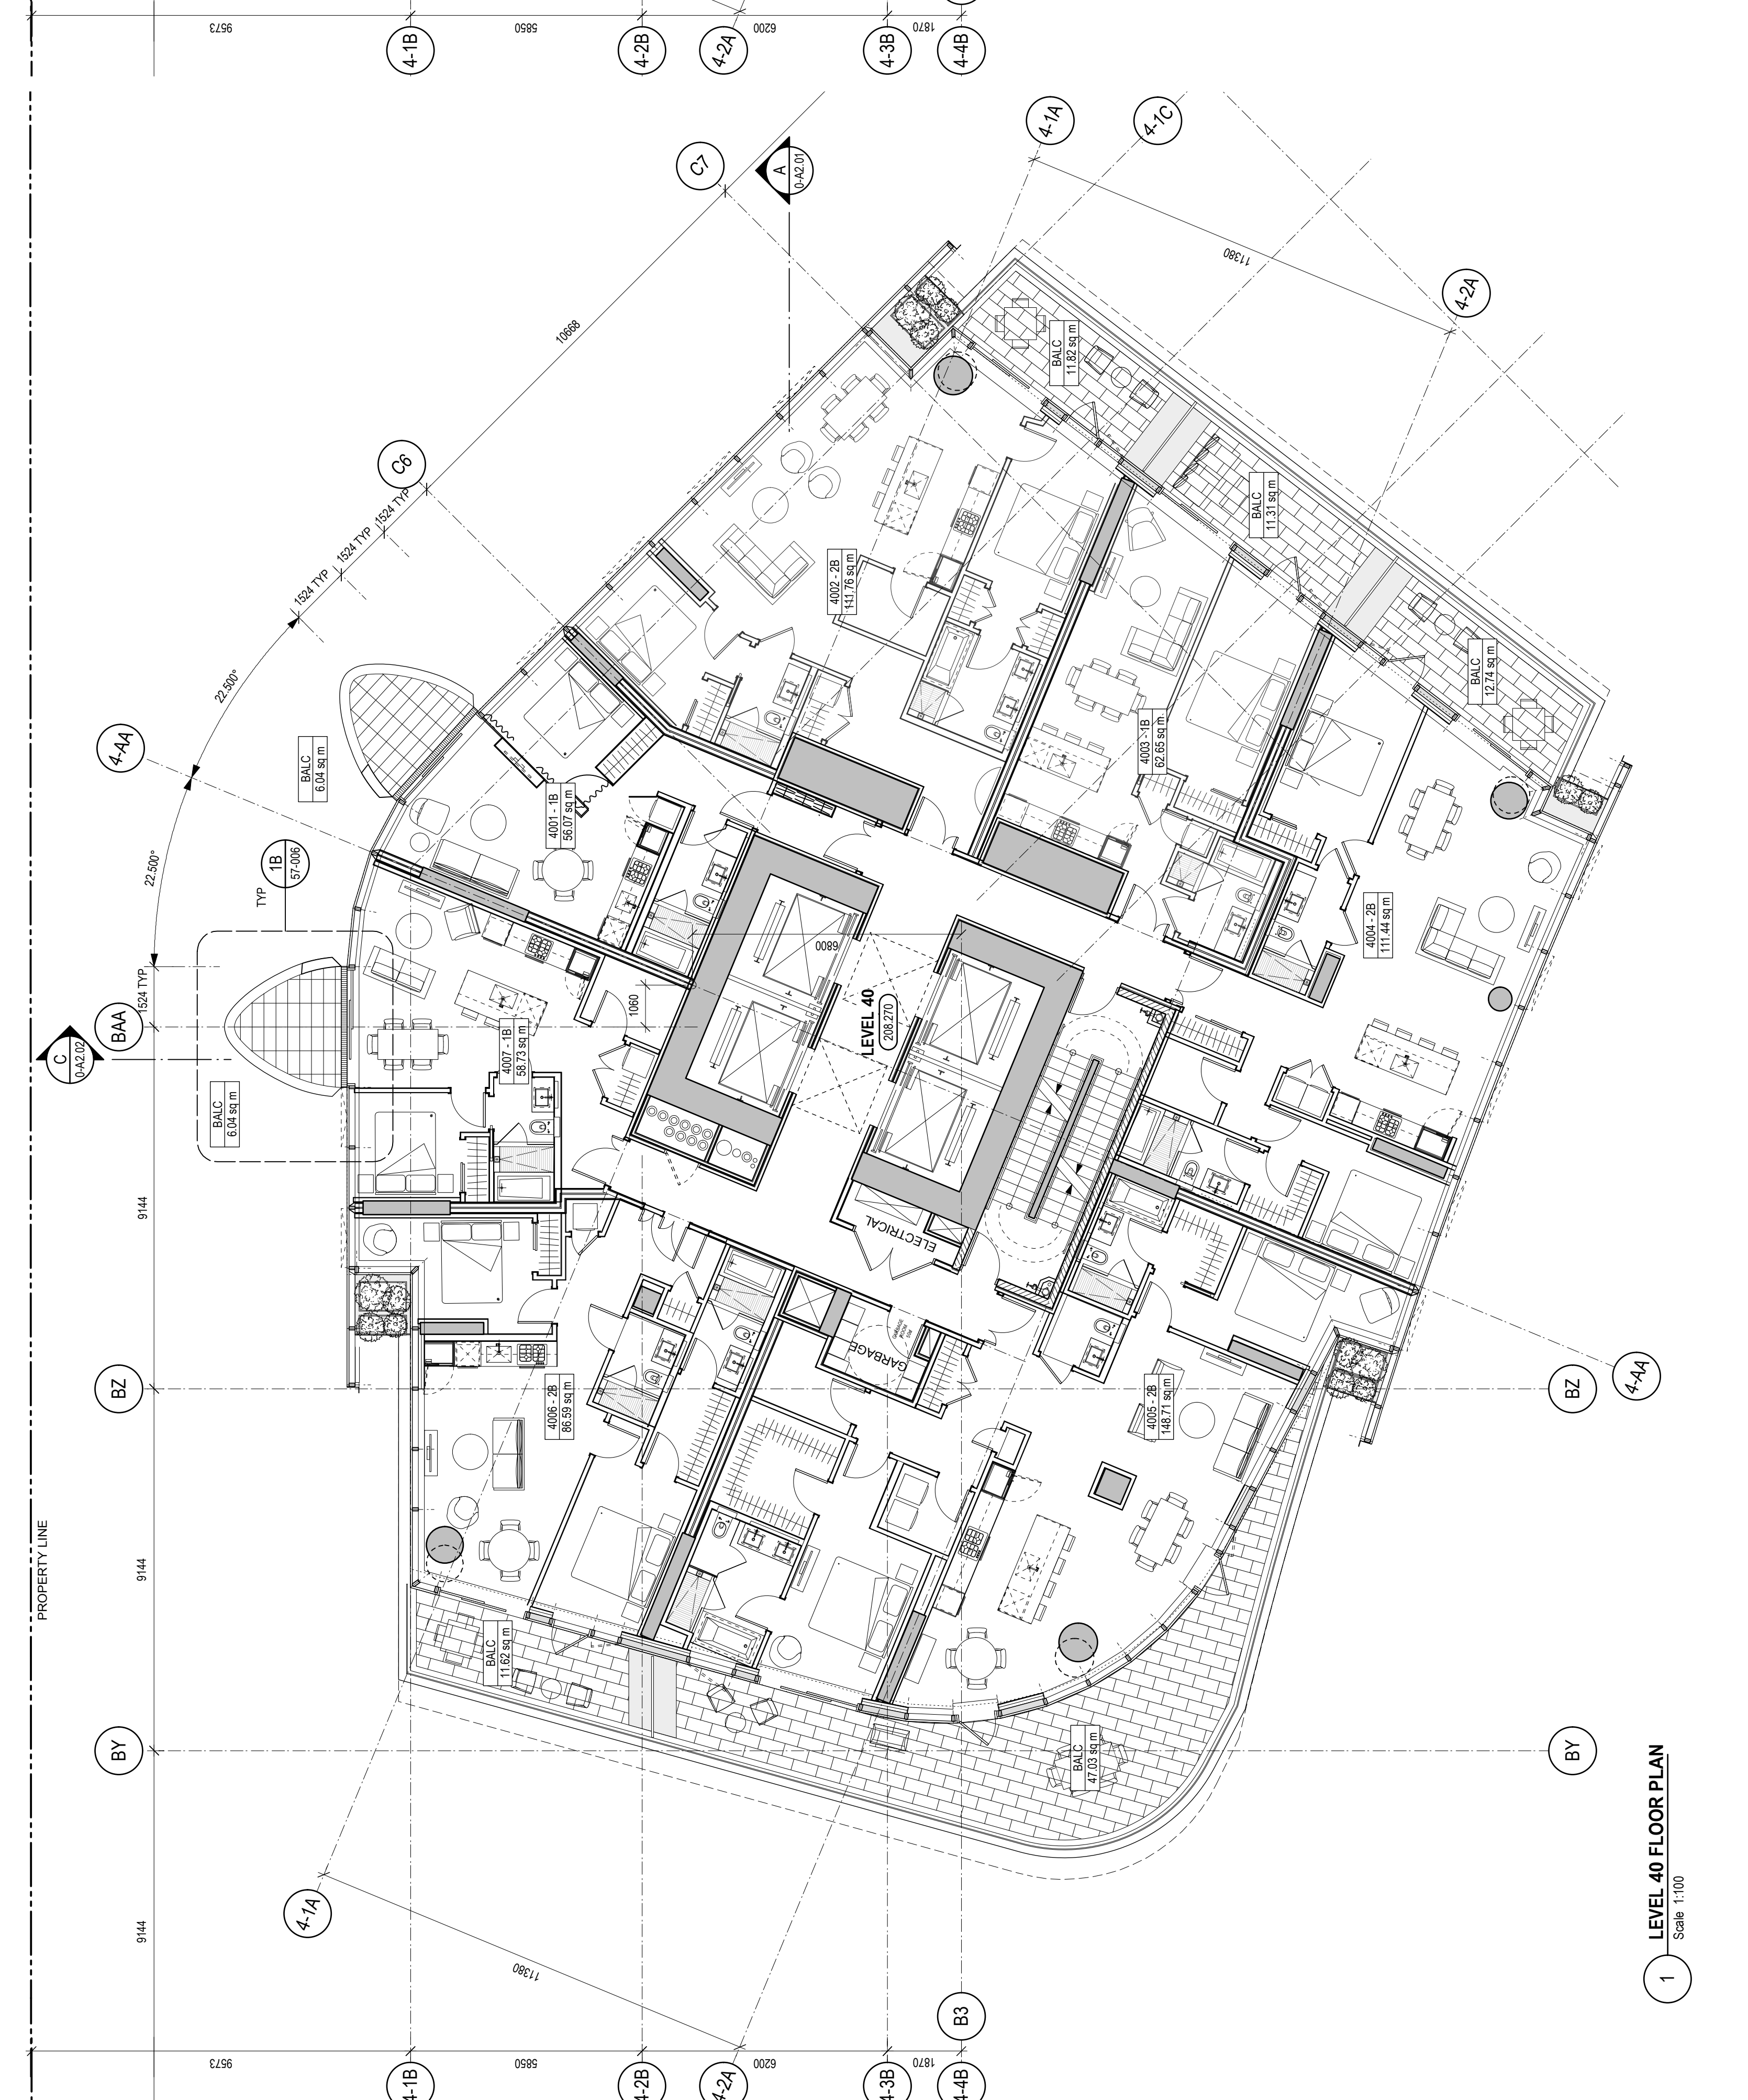 9573
5850
6200
1870
4-1B
4-2B
4-2A
4-3B
4-4B
4-1A
4-1C
C7
A
0-A2.01
11380
4-2A
10668
C6
1524 TYP
1524 TYP
1524 TYP
22.500°
22.500°
4-AA
BALC
6.04 sq m
TYP
1B
57-006
1524 TYP
BAA
C
0-A2.02
BALC
6.04 sq m
BALC
11.82 sq m
BALC
11.31 sq m
BALC
12.74 sq m
4002 - 2B
111.76 sq m
4003 - 1B
62.65 sq m
4001 - 1B
56.07 sq m
4004 - 2B
111.44 sq m
4007 - 1B
58.73 sq m
6800
1060
LEVEL 40
208.270
ELECTRICAL
GARBAGE
4006 - 2B
86.59 sq m
4005 - 2B
148.71 sq m
BALC
11.62 sq m
BALC
47.03 sq m
9144
BZ
BZ
4-AA
9144
PROPERTY LINE
BY
BY
9144
4-1A
11380
B3
9573
5850
6200
1870
4-1B
4-2B
4-2A
4-3B
4-4B
1
LEVEL 40 FLOOR PLAN
Scale 1:100